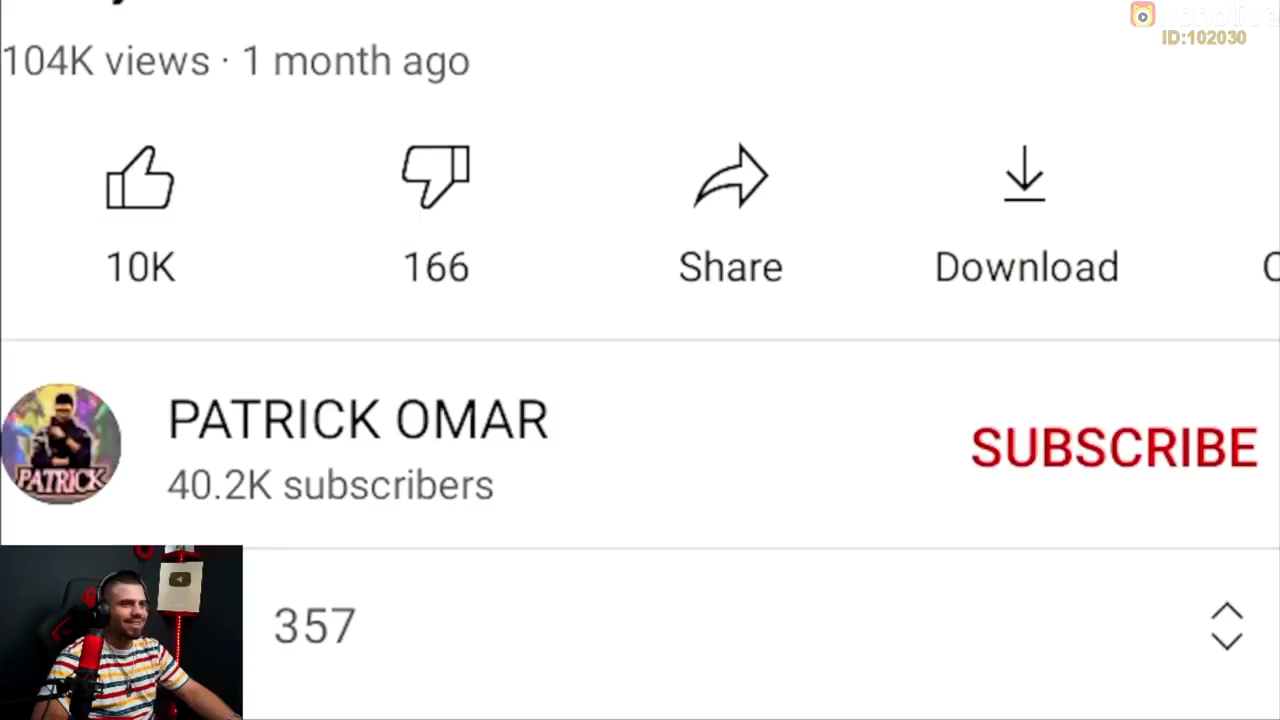 nonolive
ID:102030
104K views · 1 month ago
10K
166
Share
Download
PATRICK OMAR
40.2K subscribers
SUBSCRIBE
PATRICK
357